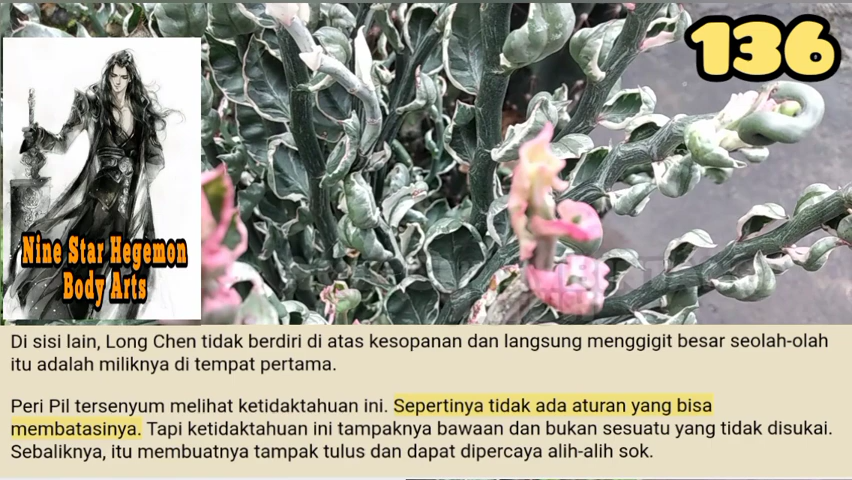 136
Nine Star Hegemon
Body Arts
Di sisi lain, Long Chen tidak berdiri di atas kesopanan dan langsung menggigit besar seolah-olah
itu adalah miliknya di tempat pertama.
Peri Pil tersenyum melihat ketidaktahuan ini. Sepertinya tidak ada aturan yang bisa
membatasinya. Tapi ketidaktahuan ini tampaknya bawaan dan bukan sesuatu yang tidak disukai.
Sebaliknya, itu membuatnya tampak tulus dan dapat dipercaya alih-alih sok.